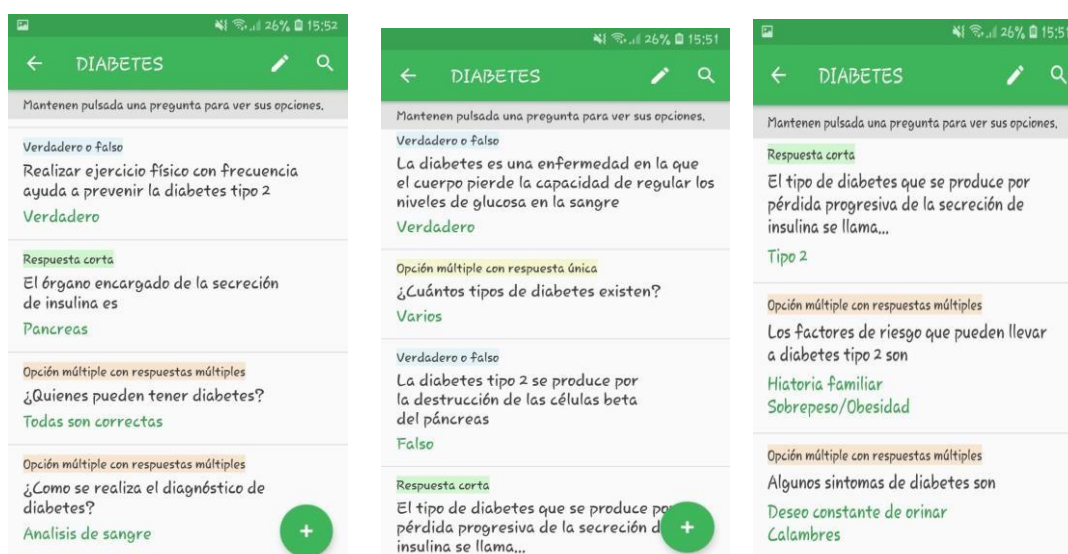 26% 15:52
DIABETES
Mantenen pulsada una pregunta para ver sus opciones.
Verdadero o falso
Realizar ejercicio físico con frecuencia
ayuda a prevenir la diabetes tipo 2
Verdadero
Respuesta corta
El órgano encargado de la secreción
de insulina es
Pancreas
Opción múltiple con respuestas múltiples
¿Quienes pueden tener diabetes?
Todas son correctas
Opción múltiple con respuestas múltiples
¿Como se realiza el diagnóstico de
diabetes?
Analisis de sangre
+
26% 15:51
DIABETES
Mantenen pulsada una pregunta para ver sus opciones.
Verdadero o falso
La diabetes es una enfermedad en la que
el cuerpo pierde la capacidad de regular los
niveles de glucosa en la sangre
Verdadero
Opción múltiple con respuesta única
¿Cuántos tipos de diabetes existen?
Varios
Verdadero o falso
La diabetes tipo 2 se produce por
la destrucción de las células beta
del páncreas
Falso
Respuesta corta
El tipo de diabetes que se produce po
pérdida progresiva de la secreción d
insulina se llama...
+
26% 15:51
DIABETES
Mantenen pulsada una pregunta para ver sus opciones.
Respuesta corta
El tipo de diabetes que se produce por
pérdida progresiva de la secreción de
insulina se llama...
Tipo 2
Opción múltiple con respuestas múltiples
Los factores de riesgo que pueden llevar
a diabetes tipo 2 son
Hiatoria familiar
Sobrepeso/Obesidad
Opción múltiple con respuestas múltiples
Algunos sintomas de diabetes son
Deseo constante de orinar
Calambres